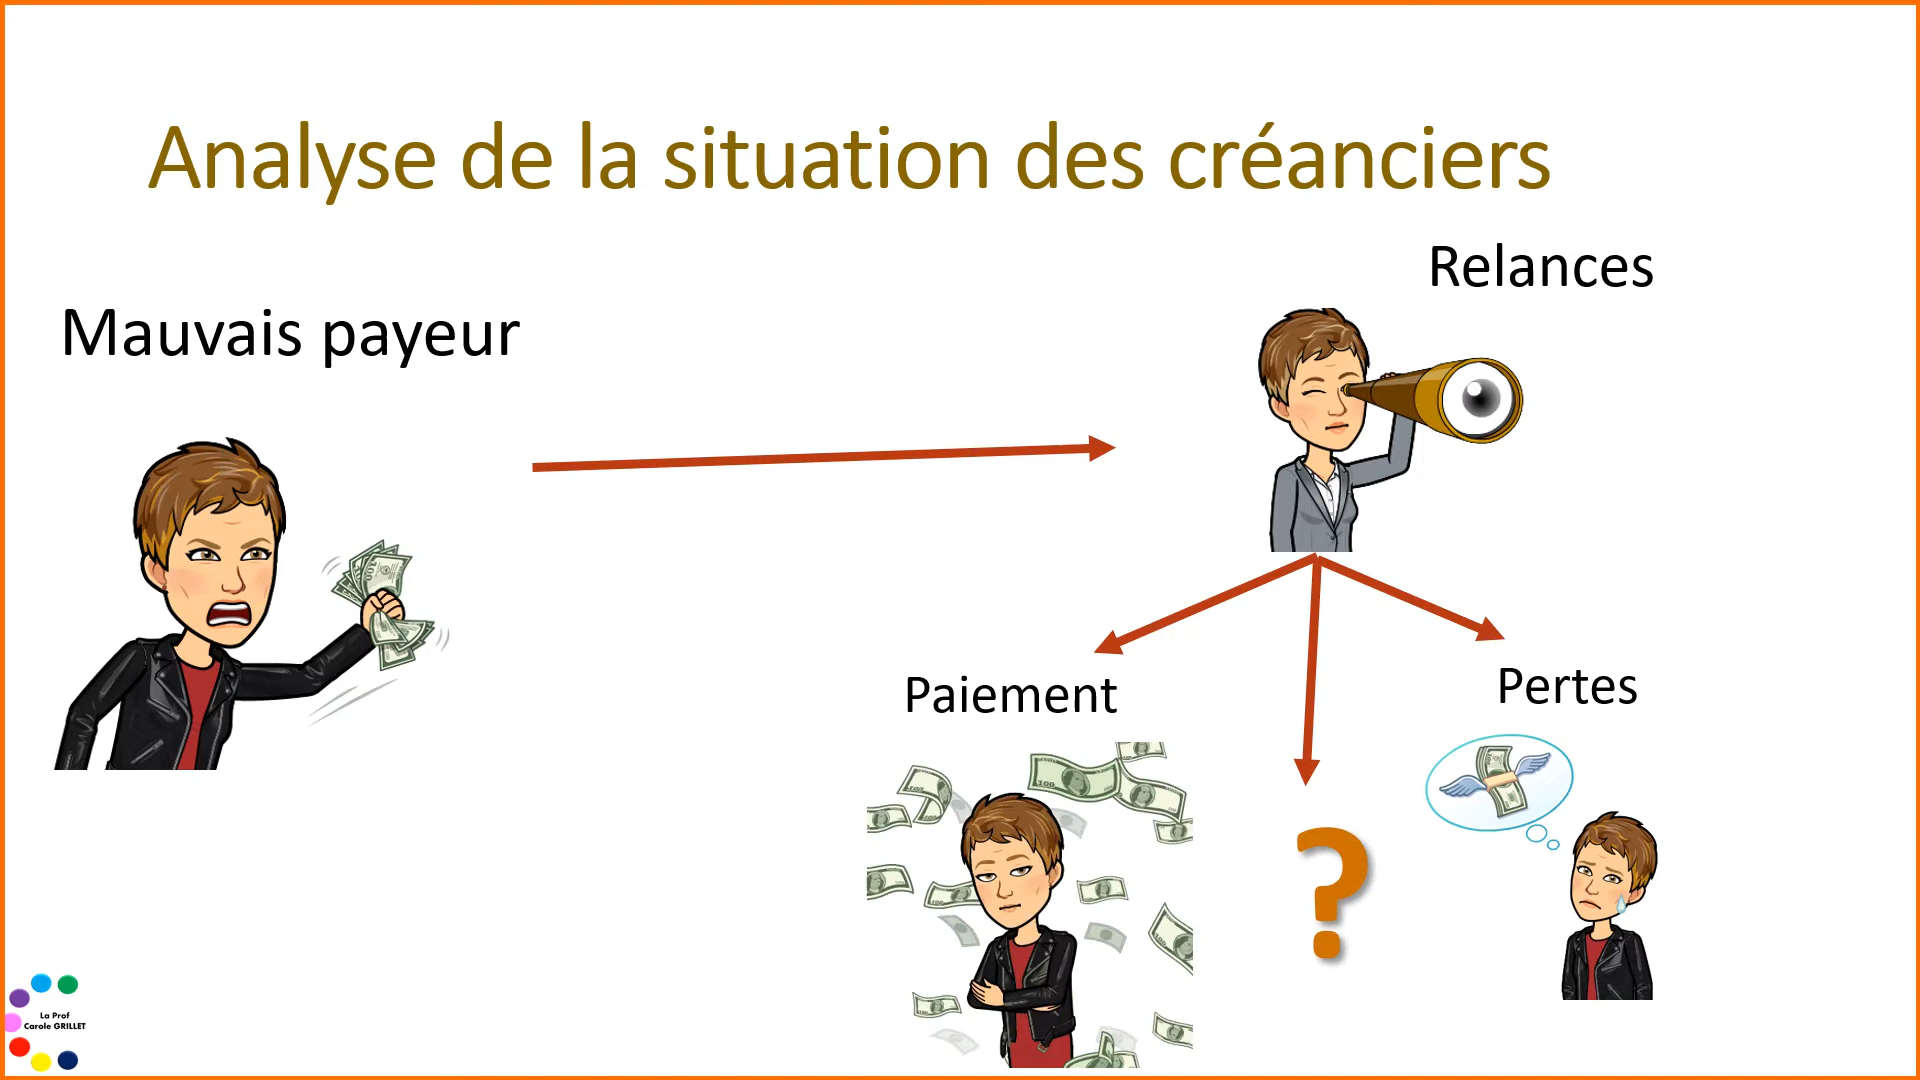 Analyse de la situation des créanciers
Relances
Mauvais payeur
Paiement
Pertes
?
La Prof
Carole GRILLET